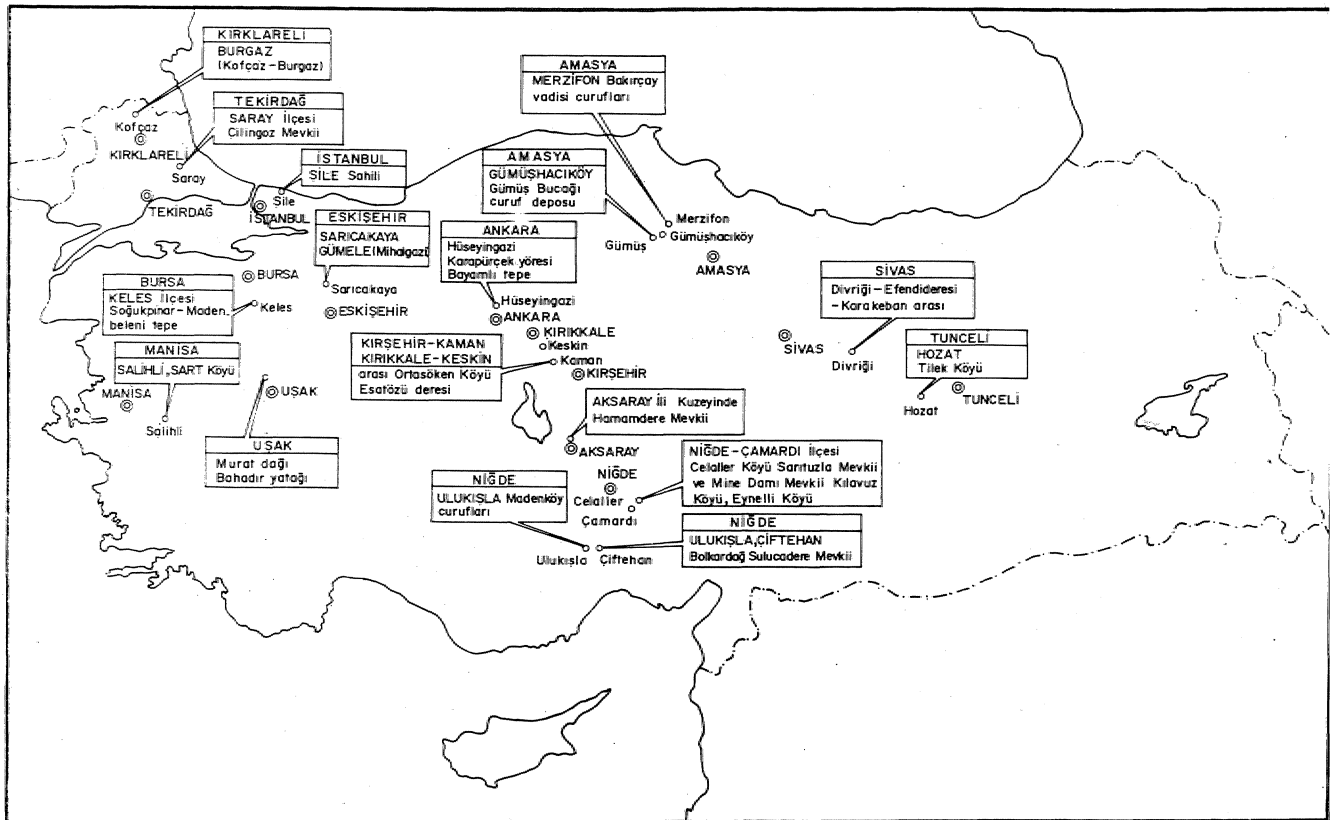 KIRKLARELİ
BURGAZ
(Kofçaz-Burgaz)
TEKİRDAĞ
SARAY İlçesi
Çilingoz Mevkii
İSTANBUL
ŞİLE Sahili
AMASYA
MERZİFON Bakırçay
vadisi curufları
AMASYA
GÜMÜŞHACIKÖY
Gümüş Bucağı
curuf deposu
ESKİŞEHİR
SARICAKAYA
GÜMELE(Mihalgazi)
ANKARA
Hüseyingazi
Karapürçek yöresi
Bayamlı tepe
BURSA
KELES İlçesi
Soğukpınar-Maden
beleni tepe
MANİSA
SALİHLİ, SART Köyü
UŞAK
Murat dağı
Bahadır yatağı
KIRŞEHİR-KAMAN
KIRIKKALE-KESKİN
arası Ortasöken Köyü
Esatözü deresi
SİVAS
Divriği-Efendideresi
-Karakeban arası
TUNCELİ
HOZAT
Tilek Köyü
AKSARAY İli Kuzeyinde
Hamamdere Mevkii
NİĞDE-ÇAMARDI İlçesi
Celaller Köyü Sarıtuzla Mevkii
ve Mine Damı Mevkii Kılavuz
Köyü, Eynelli Köyü
NİĞDE
ULUKIŞLA Madenköy
curufları
NİĞDE
ULUKIŞLA,ÇİFTEHAN
Bolkardağ Sulucadere Mevkii
Kofçaz
KIRKLARELİ
Saray
TEKİRDAĞ
Şile
İSTANBUL
BURSA
Keles
Sarıcakaya
ESKİŞEHİR
Hüseyingazi
ANKARA
KIRIKKALE
Keskin
Kaman
KIRŞEHİR
Merzifon
Gümüş
Gümüşhacıköy
AMASYA
SİVAS
Divriği
Hozat
TUNCELİ
MANİSA
Salihli
UŞAK
AKSARAY
NİĞDE
Celaller
Çamardı
Ulukışla
Çiftehan